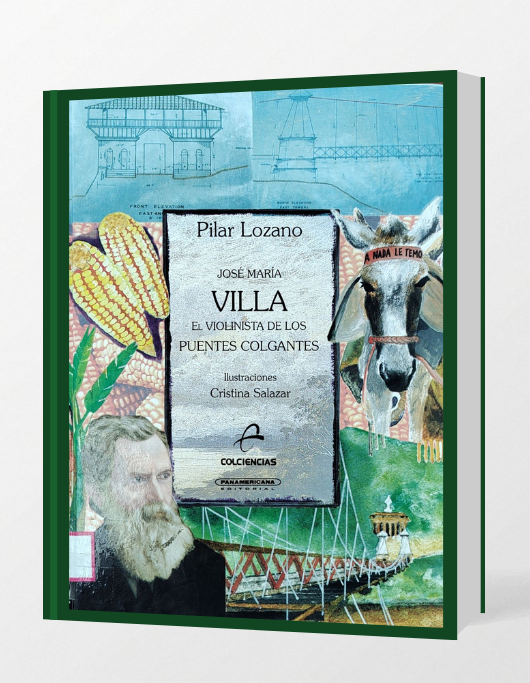 FRONT ELEVATION
Pilar Lozano
JOSÉ MARÍA
VILLA
EL VIOLINISTA DE LOS
PUENTES COLGANTES
Ilustraciones
Cristina Salazar
COLCIENCIAS
PANAMERICANA
EDITORIAL
A NADA LE TEMO